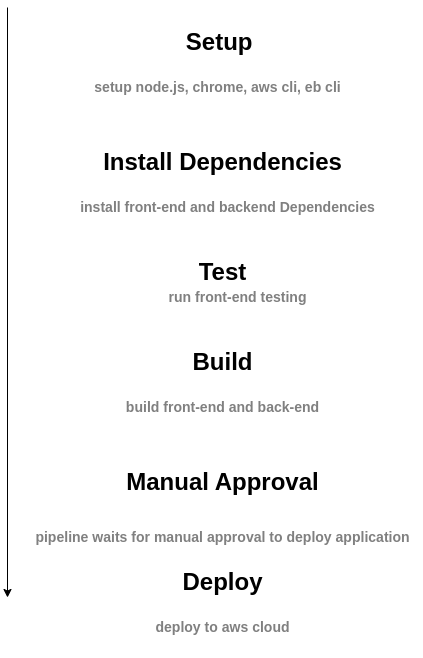 Setup
setup node.js, chrome, aws cli, eb cli
Install Dependencies
install front-end and backend Dependencies
Test
run front-end testing
Build
build front-end and back-end
Manual Approval
pipeline waits for manual approval to deploy application
Deploy
deploy to aws cloud